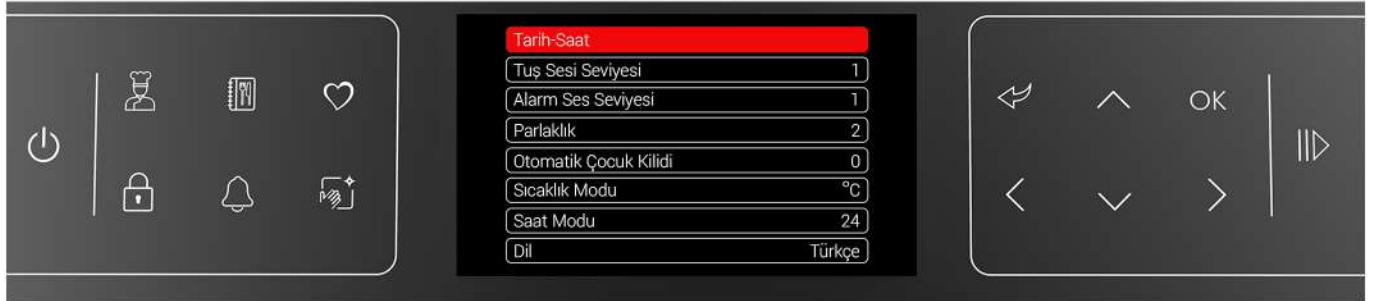 Tarih-Saat
Tuş Sesi Seviyesi 1
Alarm Ses Seviyesi 1
Parlaklık 2
Otomatik Çocuk Kilidi 0
Sıcaklık Modu °C
Saat Modu 24
Dil Türkçe
OK